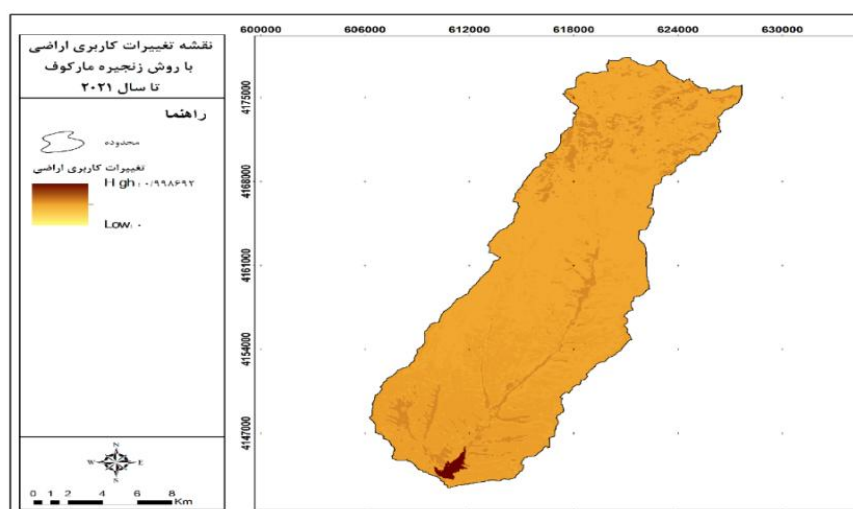 نقشه تغییرات کاربری اراضی
با روش زنجیره مارکوف
تا سال ۲۰۲۱
راهنما
محدوده
تغییرات کاربری اراضی
High : ۰/۹۹۸۶۹۲
Low: ۰
N
W E
S
0 1 2 4 6 8
Km
600000 606000 612000 618000 624000 630000
4175000
4168000
4161000
4154000
4147000